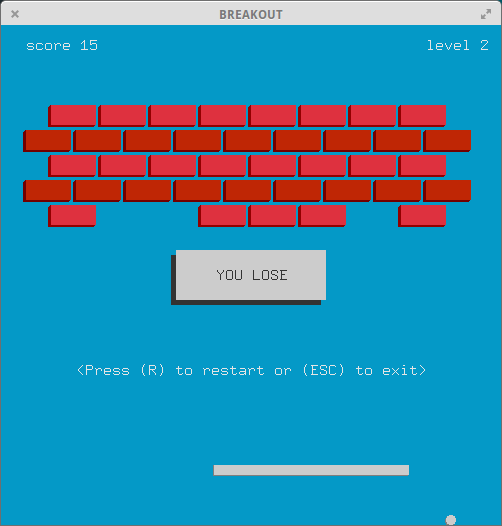 BREAKOUT
score 15 level 2
YOU LOSE
<Press (R) to restart or (ESC) to exit>